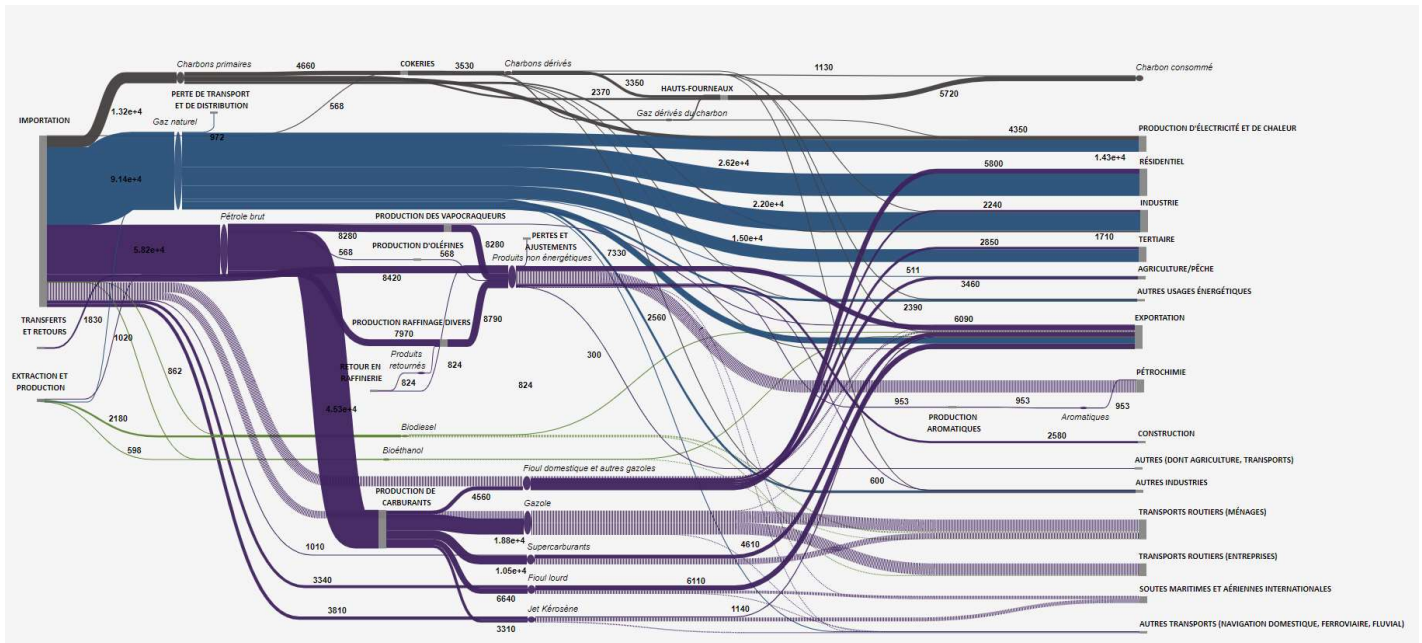 Charbons primaires
4660
COKERIES
3530
Charbons dérivés
1130
Charbon consommé
PERTE DE TRANSPORT
ET DE DISTRIBUTION
568
3350
2370
HAUTS-FOURNEAUX
5720
IMPORTATION
1.32e+4
Gaz naturel
972
Gaz dérivés du charbon
4350
PRODUCTION D'ÉLECTRICITÉ ET DE CHALEUR
1.43e+4
9.14e+4
2.62e+4
5800
RÉSIDENTIEL
2.20e+4
2240
INDUSTRIE
Pétrole brut
PRODUCTION DES VAPOCRAQUEURS
8280
8280
1.50e+4
1710
TERTIAIRE
2850
5.82e+4
PRODUCTION D'OLÉFINES
568
568
PERTES ET
AJUSTEMENTS
Produits non énergétiques
7330
8420
511
3460
AGRICULTURE/PÊCHE
AUTRES USAGES ÉNERGÉTIQUES
2390
TRANSFERTS
ET RETOURS
1830
1020
PRODUCTION RAFFINAGE DIVERS
7970
8790
2560
6090
EXPORTATION
EXTRACTION ET
PRODUCTION
862
RETOUR EN
RAFFINERIE
Produits
retournés
824
824
824
300
PÉTROCHIMIE
4.53e+4
953
PRODUCTION
AROMATIQUES
953
Aromatiques
953
2180
Biodiesel
2580
CONSTRUCTION
598
Bioéthanol
AUTRES (DONT AGRICULTURE, TRANSPORTS)
Fioul domestique et autres gazoles
600
AUTRES INDUSTRIES
PRODUCTION DE
CARBURANTS
4560
Gazole
1.88e+4
TRANSPORTS ROUTIERS (MÉNAGES)
1010
Supercarburants
1.05e+4
4610
TRANSPORTS ROUTIERS (ENTREPRISES)
3340
Fioul lourd
6640
6110
SOUTES MARITIMES ET AÉRIENNES INTERNATIONALES
3810
Jet Kérosène
3310
1140
AUTRES TRANSPORTS (NAVIGATION DOMESTIQUE, FERROVIAIRE, FLUVIAL)